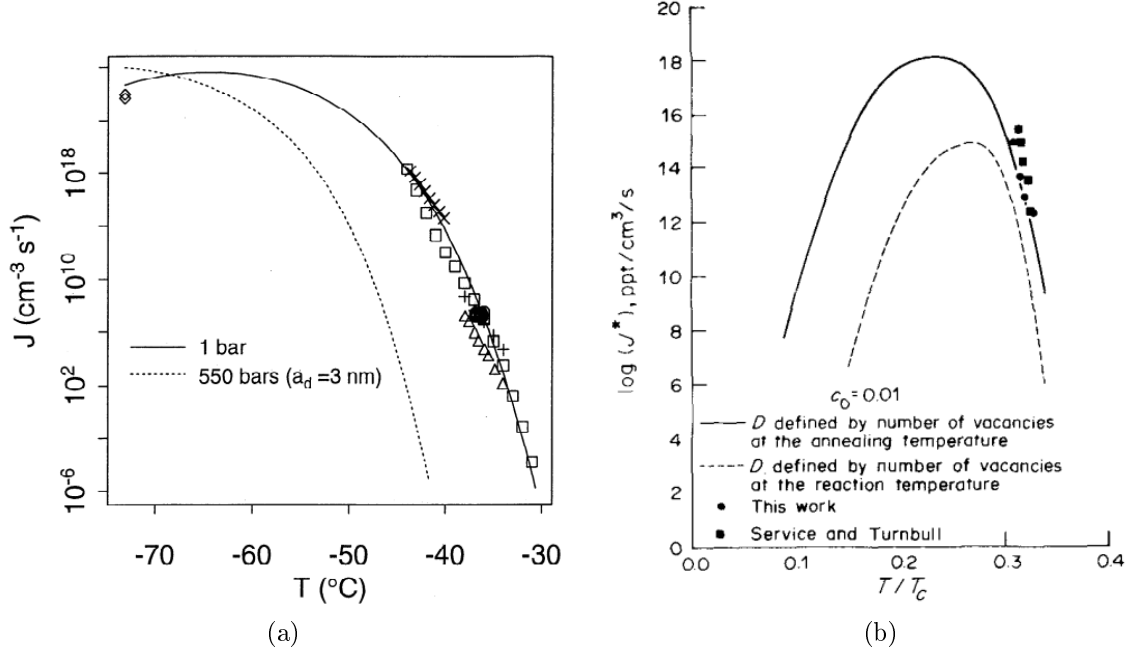 J (cm⁻³ s⁻¹)
10¹⁸
10¹⁰
10²
10⁻⁶
1 bar
550 bars (a_d =3 nm)
-70
-60
-50
-40
-30
T (°C)
(a)
log (J*), ppt/cm³/s
20
18
16
14
12
10
8
6
4
2
0
c₀=0.01
D defined by number of vacancies
at the annealing temperature
D defined by number of vacancies
at the reaction temperature
This work
Service and Turnbull
0.0
0.1
0.2
0.3
0.4
T/T_c
(b)